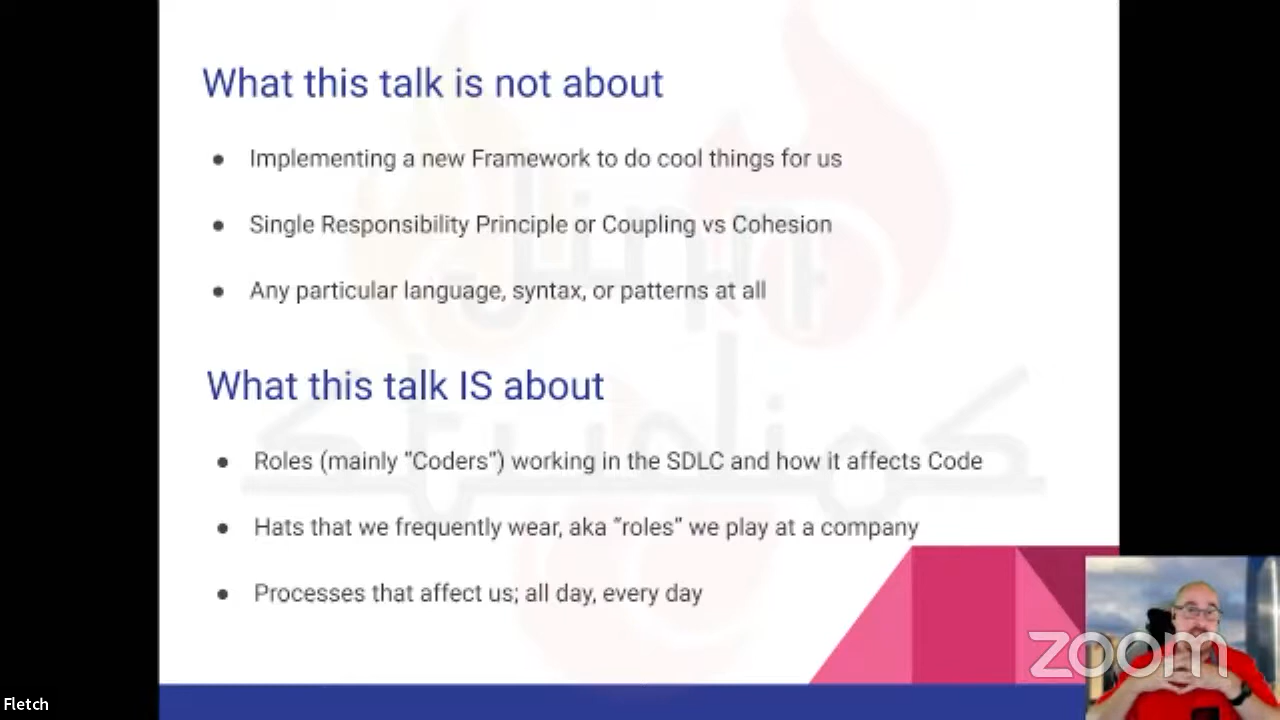 What this talk is not about
● Implementing a new Framework to do cool things for us
● Single Responsibility Principle or Coupling vs Cohesion
● Any particular language, syntax, or patterns at all
What this talk IS about
● Roles (mainly “Coders”) working in the SDLC and how it affects Code
● Hats that we frequently wear, aka “roles” we play at a company
● Processes that affect us; all day, every day
zoom
Fletch